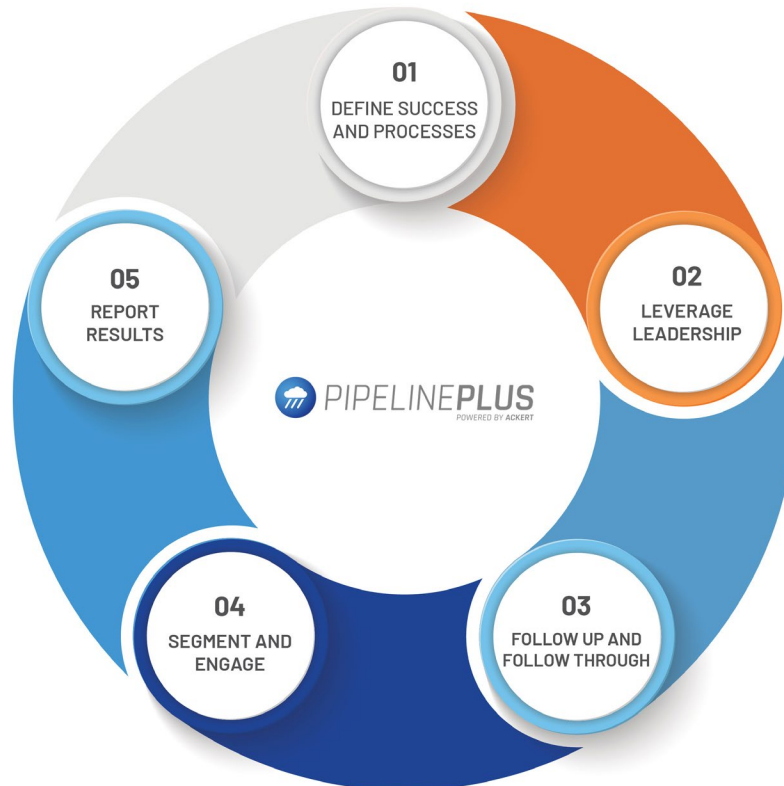 01
DEFINE SUCCESS
AND PROCESSES
02
LEVERAGE
LEADERSHIP
03
FOLLOW UP AND
FOLLOW THROUGH
04
SEGMENT AND
ENGAGE
05
REPORT
RESULTS
PIPELINEPLUS
POWERED BY ACKERT